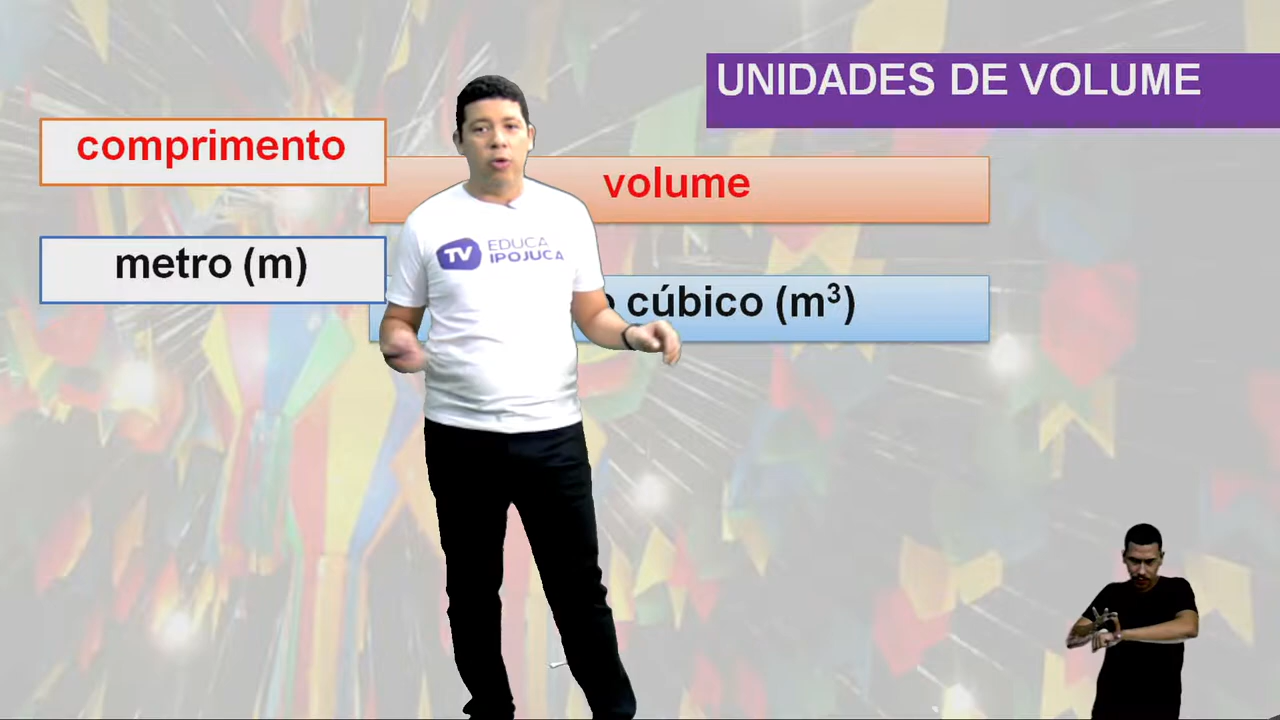 UNIDADES DE VOLUME
comprimento
volume
metro (m)
cúbico (m³)
TV EDUCA
IPOJUCA